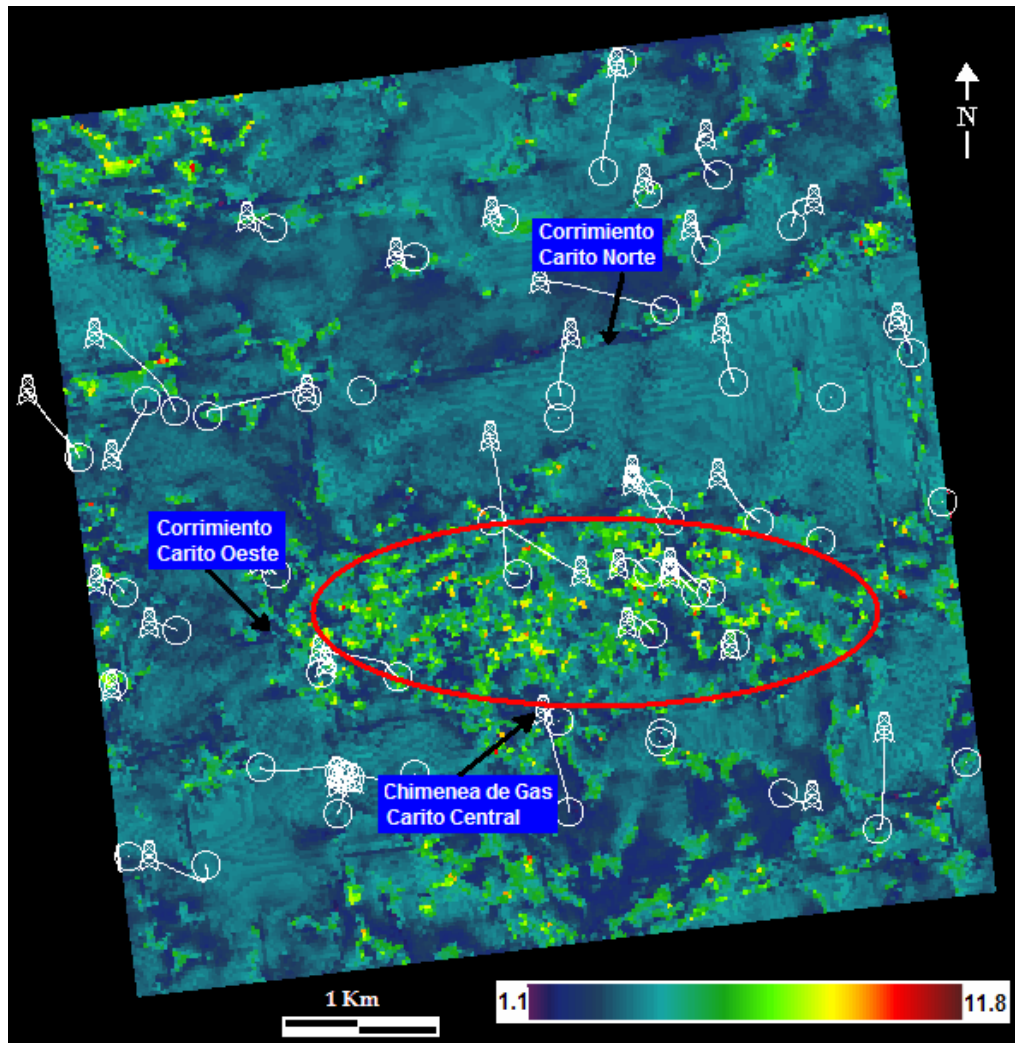 N
Corrimiento
Carito Norte
Corrimiento
Carito Oeste
Chimenea de Gas
Carito Central
1 Km
1.1
11.8